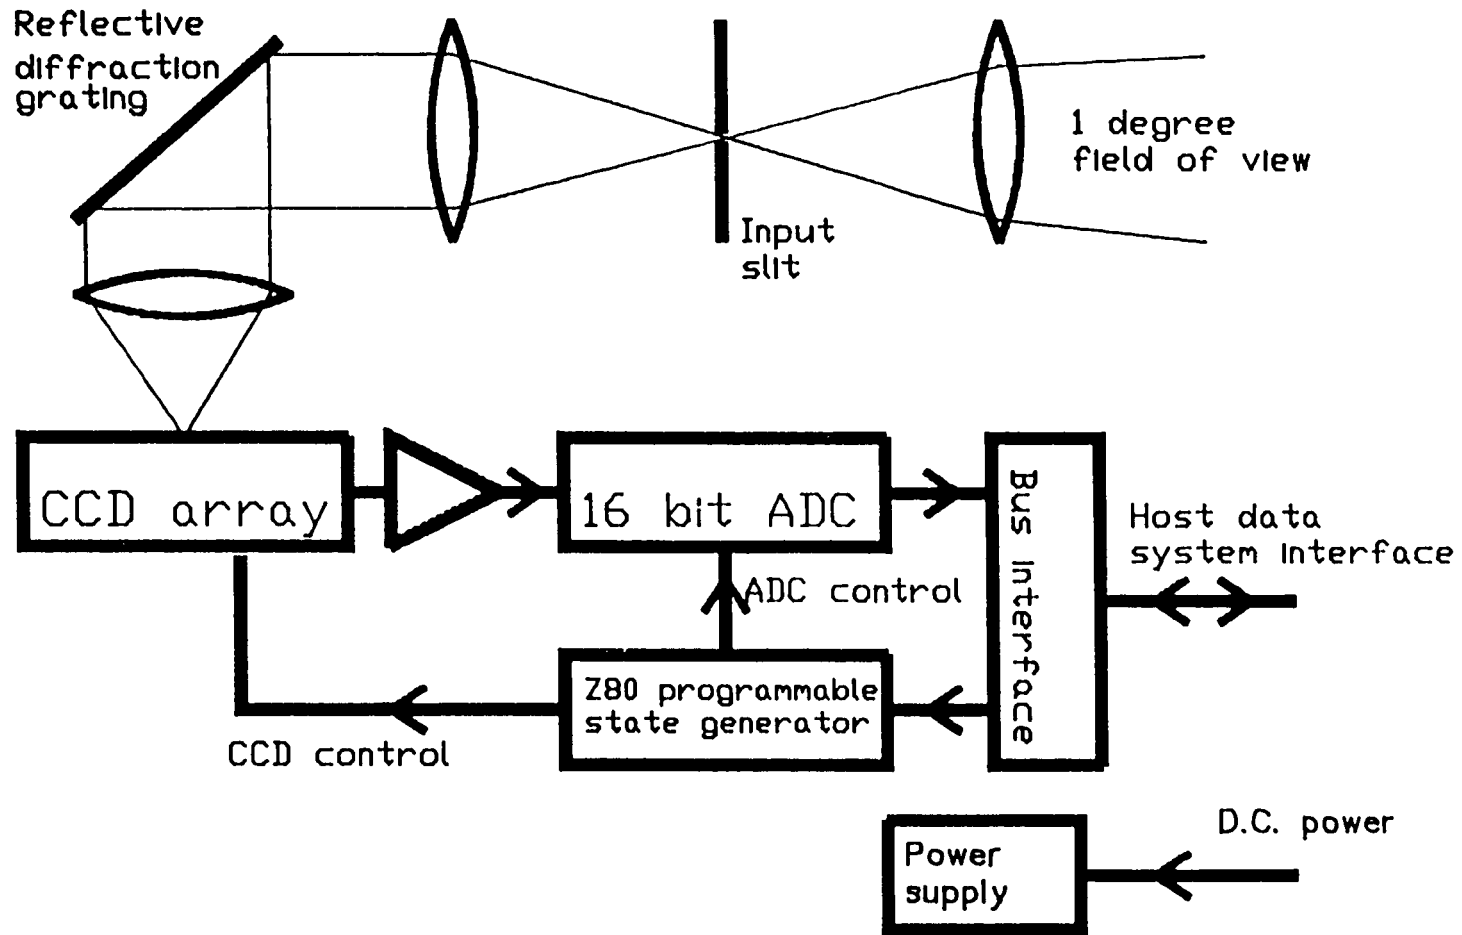 Reflective
diffraction
grating
1 degree
field of view
Input
slit
CCD array
16 bit ADC
Bus interface
Host data
system interface
ADC control
Z80 programmable
state generator
CCD control
D.C. power
Power
supply